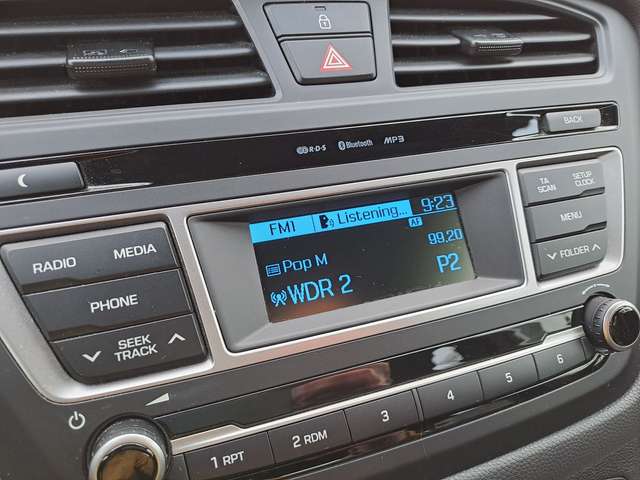 R·D·S Bluetooth MP3
BACK
RADIO MEDIA
PHONE
SEEK
TRACK
FM1 Listening... 9:23
AF
99,20
Pop M
WDR 2 P2
TA
SCAN
SETUP
CLOCK
MENU
FOLDER
1 RPT 2 RDM 3 4 5 6